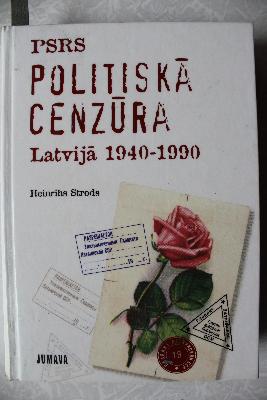 PSRS
POLITISKĀ
CENZŪRA
Latvijā 1940-1990
Heinrihs Strods
JUMAVA